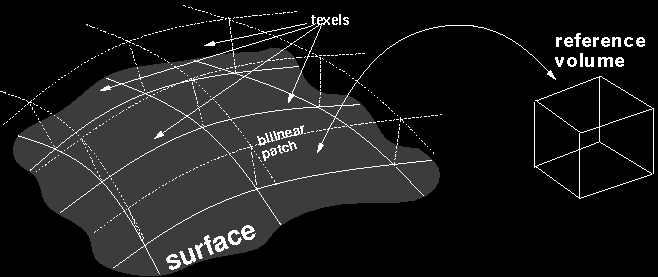 texels
reference
volume
bilinear
patch
surface